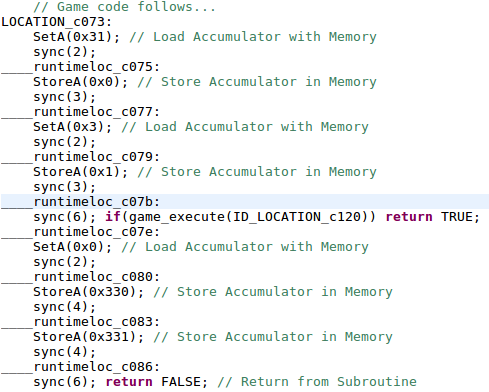 // Game code follows...
LOCATION_c073:
SetA(0x31); // Load Accumulator with Memory
sync(2);
____runtimeloc_c075:
StoreA(0x0); // Store Accumulator in Memory
sync(3);
____runtimeloc_c077:
SetA(0x3); // Load Accumulator with Memory
sync(2);
____runtimeloc_c079:
StoreA(0x1); // Store Accumulator in Memory
sync(3);
____runtimeloc_c07b:
sync(6); if(game_execute(ID_LOCATION_c120)) return TRUE;
____runtimeloc_c07e:
SetA(0x0); // Load Accumulator with Memory
sync(2);
____runtimeloc_c080:
StoreA(0x330); // Store Accumulator in Memory
sync(4);
____runtimeloc_c083:
StoreA(0x331); // Store Accumulator in Memory
sync(4);
____runtimeloc_c086:
sync(6); return FALSE; // Return from Subroutine